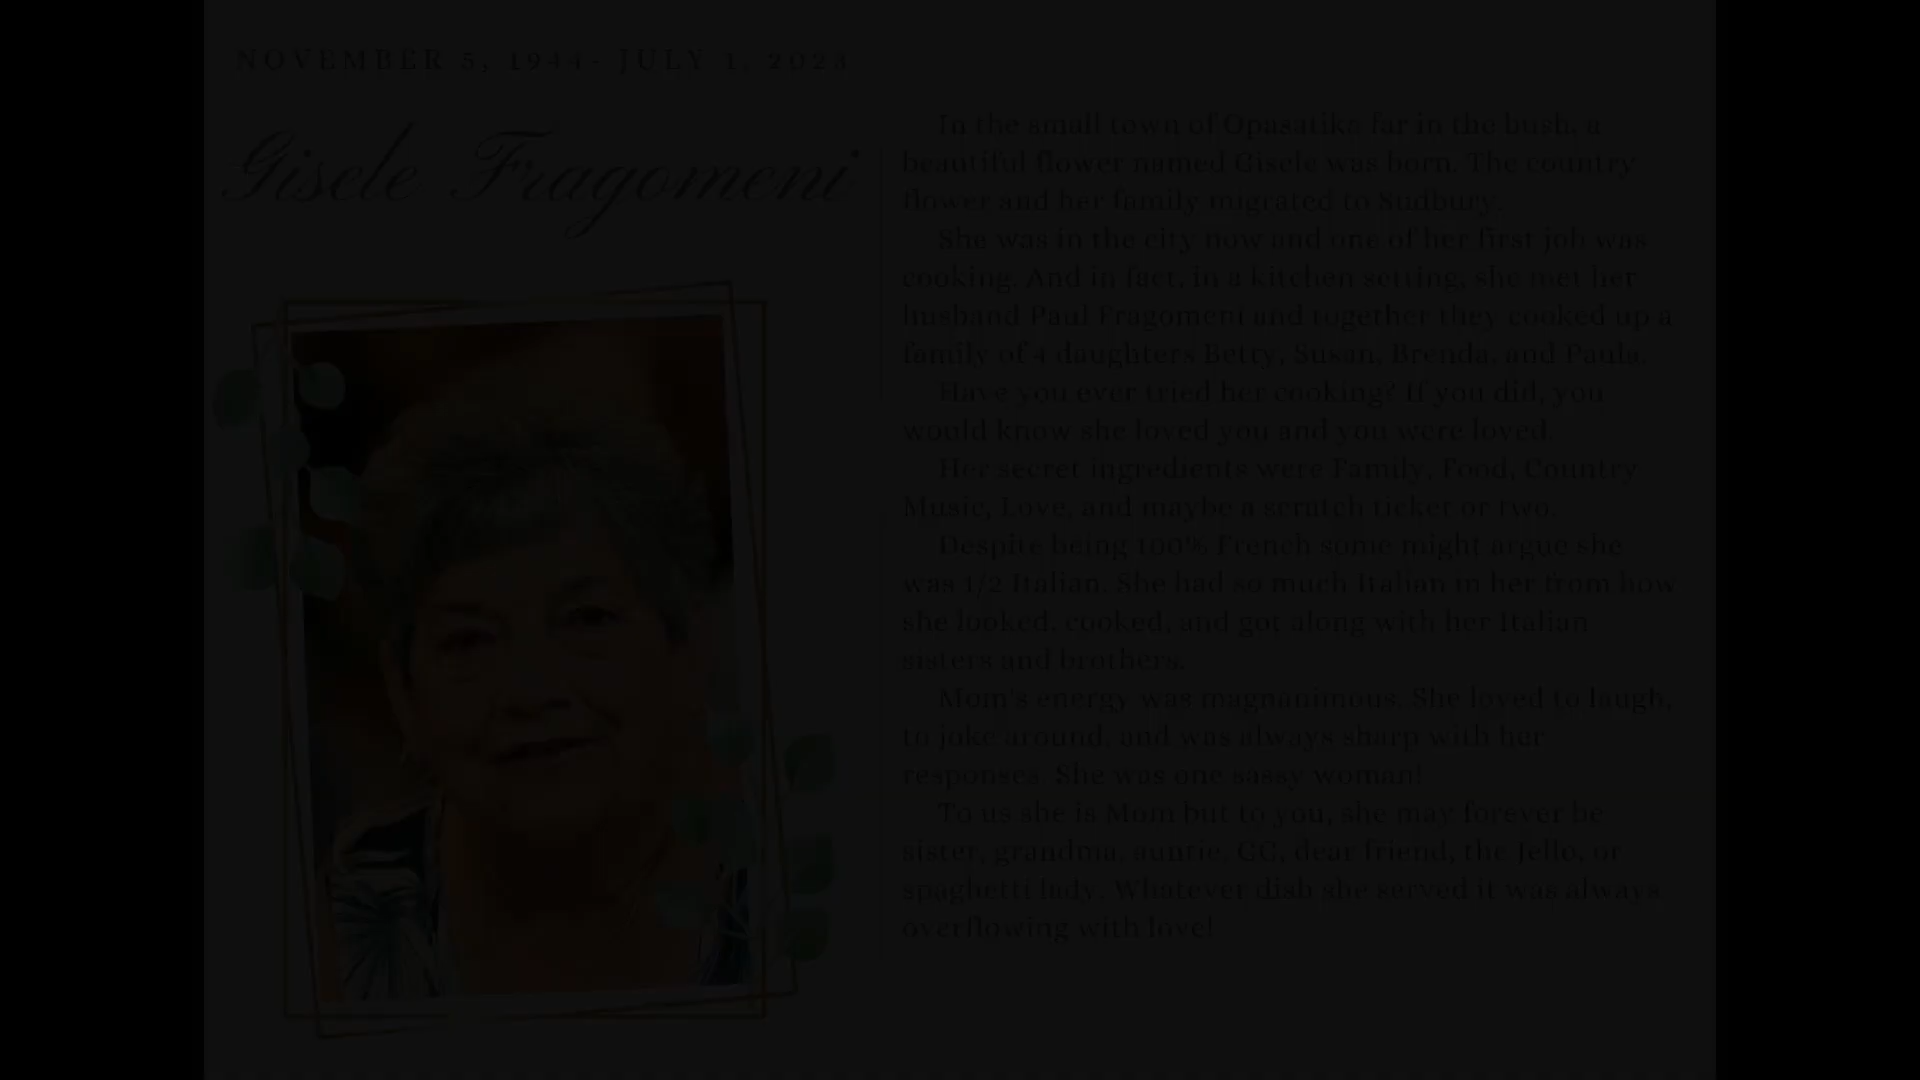 NOVEMBER 5, 1944- JULY 1, 2023
Gisele Fragomeni
In the small town of Opasatika far in the bush, a
beautiful flower named Gisele was born. The country
flower and her family migrated to Sudbury.
She was in the city now and one of her first job was
cooking. And in fact, in a kitchen setting, she met her
husband Paul Fragomeni and together they cooked up a
family of 4 daughters Betty, Susan, Brenda, and Paula.
Have you ever tried her cooking? If you did, you
would know she loved you and you were loved.
Her secret ingredients were Family, Food, Country
Music, Love, and maybe a scratch ticket or two.
Despite being 100% French some might argue she
was 1/2 Italian. She had so much Italian in her from how
she looked, cooked, and got along with her Italian
sisters and brothers.
Mom's energy was magnanimous. She loved to laugh,
to joke around, and was always sharp with her
responses. She was one sassy woman!
To us she is Mom but to you, she may forever be
sister, grandma, auntie, GG, dear friend, the Jello, or
spaghetti lady. Whatever dish she served it was always
overflowing with love!